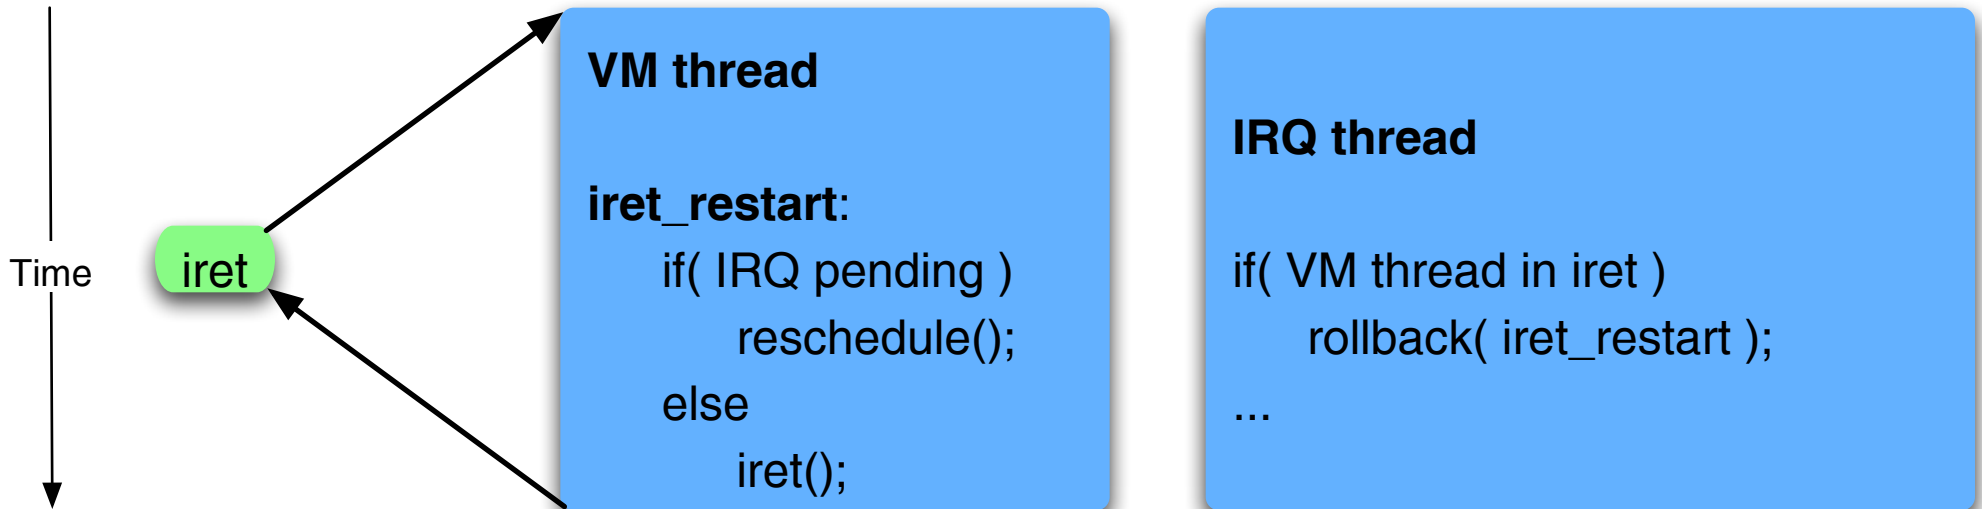 Time
iret
VM thread
iret_restart:
if( IRQ pending )
reschedule();
else
iret();
IRQ thread
if( VM thread in iret )
rollback( iret_restart );
...